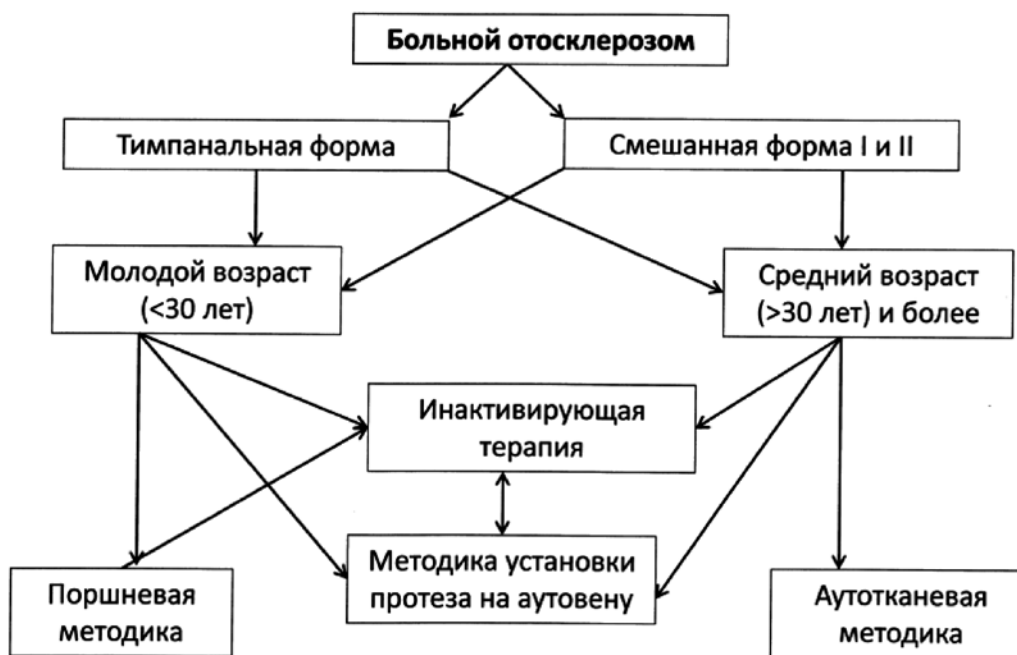 Больной отосклерозом
Тимпанальная форма
Смешанная форма I и II
Молодой возраст
(<30 лет)
Средний возраст
(>30 лет) и более
Инактивирующая
терапия
Методика установки
протеза на аутовену
Поршневая
методика
Аутотканевая
методика